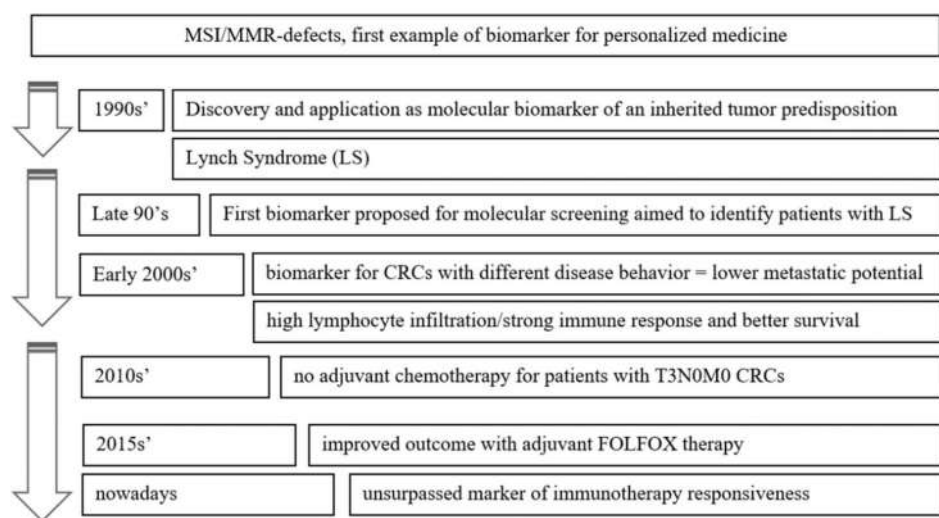 MSI/MMR-defects, first example of biomarker for personalized medicine
1990s’ Discovery and application as molecular biomarker of an inherited tumor predisposition
Lynch Syndrome (LS)
Late 90’s First biomarker proposed for molecular screening aimed to identify patients with LS
Early 2000s’ biomarker for CRCs with different disease behavior = lower metastatic potential
high lymphocyte infiltration/strong immune response and better survival
2010s’ no adjuvant chemotherapy for patients with T3N0M0 CRCs
2015s’ improved outcome with adjuvant FOLFOX therapy
nowadays unsurpassed marker of immunotherapy responsiveness